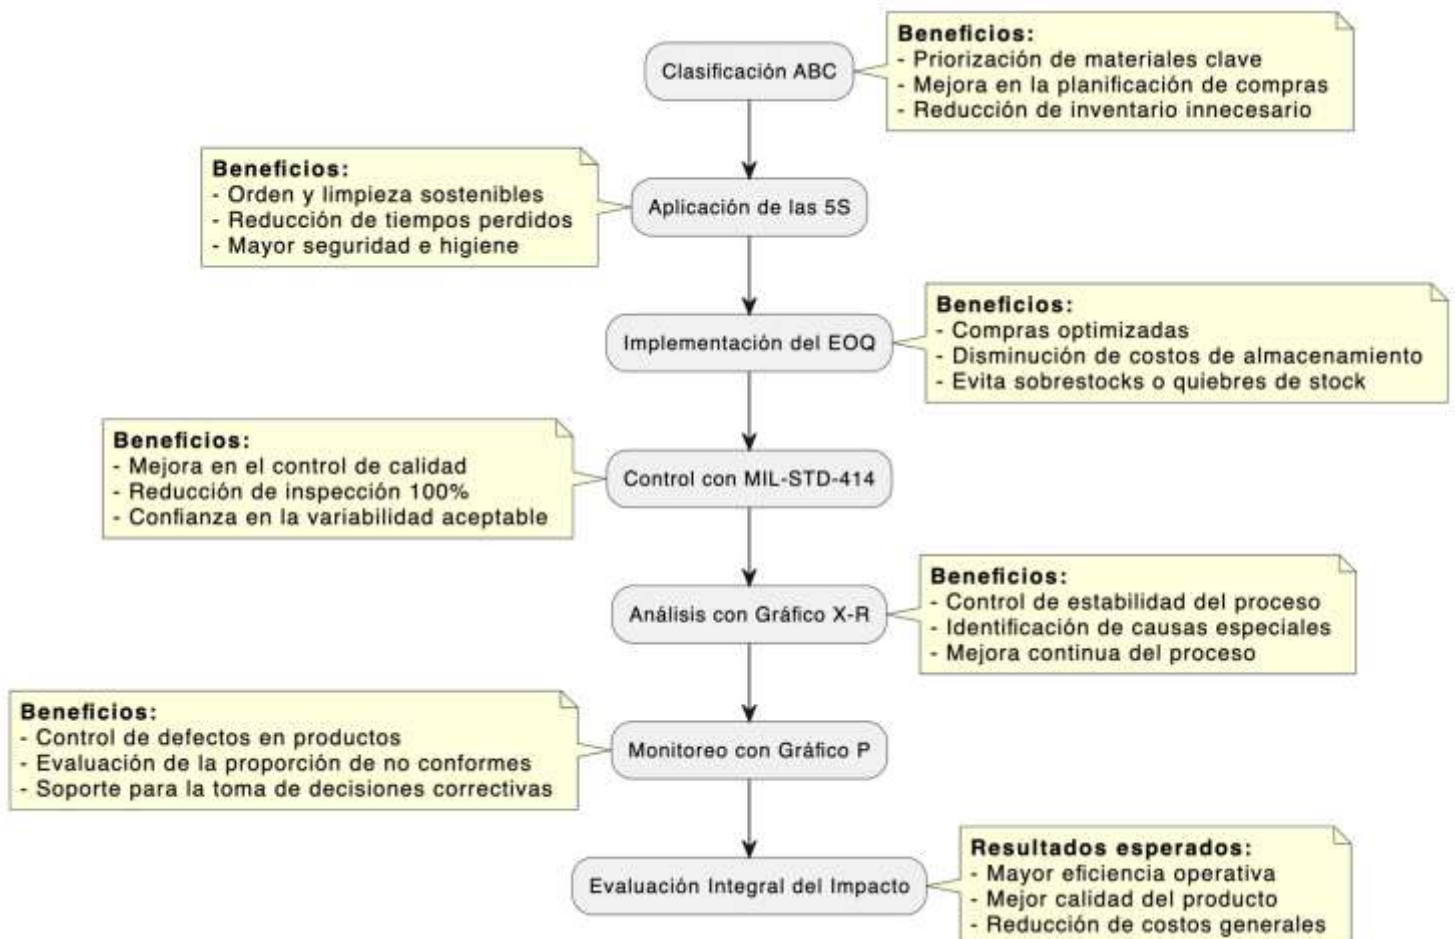 Clasificación ABC
Beneficios:
- Priorización de materiales clave
- Mejora en la planificación de compras
- Reducción de inventario innecesario
Beneficios:
- Orden y limpieza sostenibles
- Reducción de tiempos perdidos
- Mayor seguridad e higiene
Aplicación de las 5S
Implementación del EOQ
Beneficios:
- Compras optimizadas
- Disminución de costos de almacenamiento
- Evita sobrestocks o quiebres de stock
Beneficios:
- Mejora en el control de calidad
- Reducción de inspección 100%
- Confianza en la variabilidad aceptable
Control con MIL-STD-414
Análisis con Gráfico X-R
Beneficios:
- Control de estabilidad del proceso
- Identificación de causas especiales
- Mejora continua del proceso
Beneficios:
- Control de defectos en productos
- Evaluación de la proporción de no conformes
- Soporte para la toma de decisiones correctivas
Monitoreo con Gráfico P
Evaluación Integral del Impacto
Resultados esperados:
- Mayor eficiencia operativa
- Mejor calidad del producto
- Reducción de costos generales